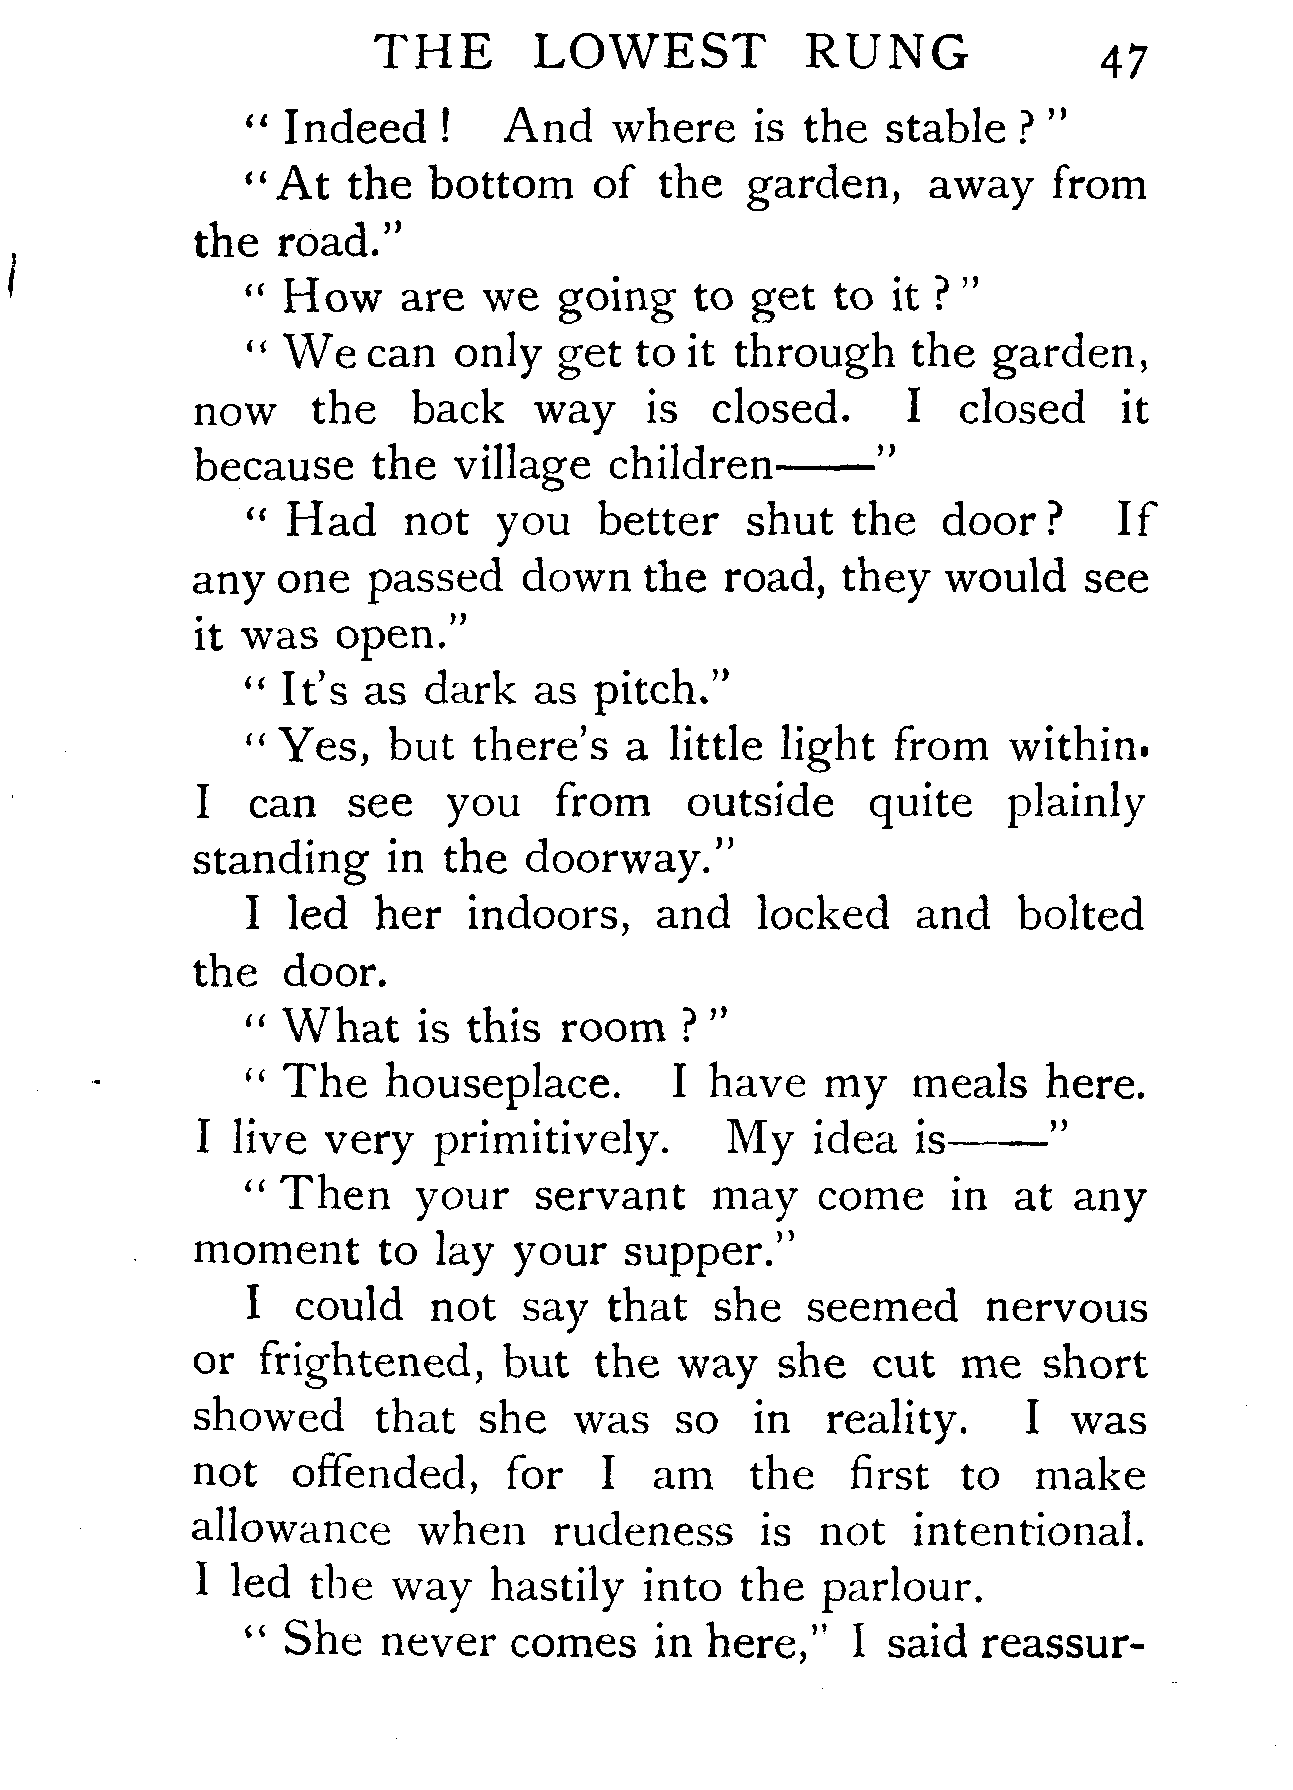 THE LOWEST RUNG 47
" Indeed ! And where is the stable ? "
" At the bottom of the garden, away from
the road."
" How are we going to get to it ? "
" We can only get to it through the garden,
now the back way is closed. I closed it
because the village children——"
" Had not you better shut the door ? If
any one passed down the road, they would see
it was open."
" It's as dark as pitch."
" Yes, but there's a little light from within.
I can see you from outside quite plainly
standing in the doorway."
I led her indoors, and locked and bolted
the door.
" What is this room ? "
" The houseplace. I have my meals here.
I live very primitively. My idea is——"
" Then your servant may come in at any
moment to lay your supper."
I could not say that she seemed nervous
or frightened, but the way she cut me short
showed that she was so in reality. I was
not offended, for I am the first to make
allowance when rudeness is not intentional.
I led the way hastily into the parlour.
" She never comes in here," I said reassur-